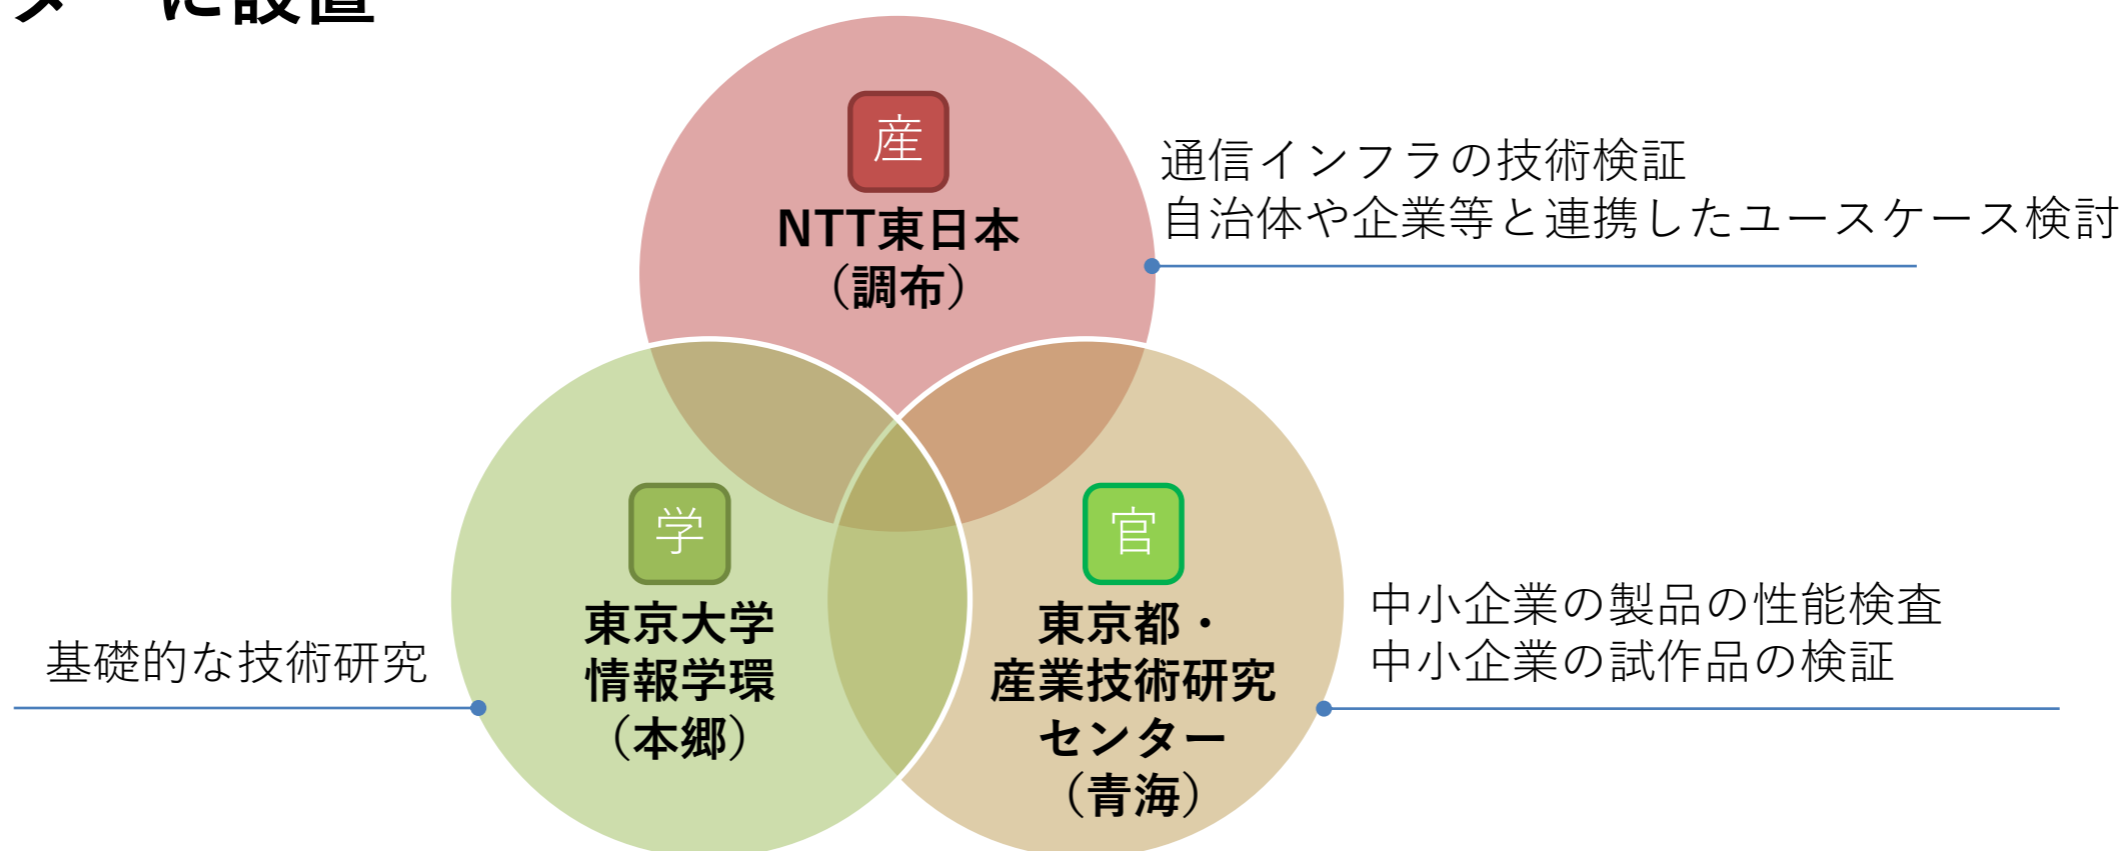 ターに設置
産
NTT東日本
（調布）
通信インフラの技術検証
自治体や企業等と連携したユースケース検討
学
東京大学
情報学環
（本郷）
基礎的な技術研究
官
東京都・
産業技術研究
センター
（青海）
中小企業の製品の性能検査
中小企業の試作品の検証